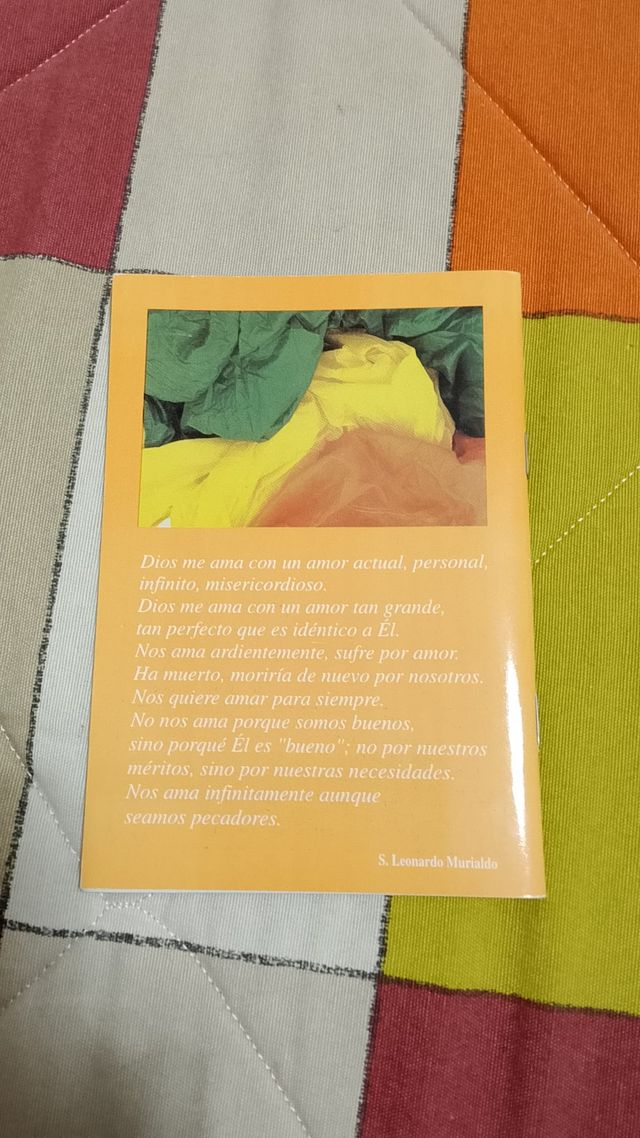 Dios me ama con un amor actual, personal,
infinito, misericordioso.
Dios me ama con un amor tan grande,
tan perfecto que es idéntico a Él.
Nos ama ardientemente, sufre por amor.
Ha muerto, moriría de nuevo por nosotros.
Nos quiere amar para siempre.
No nos ama porque somos buenos,
sino porqué Él es "bueno"; no por nuestros
méritos, sino por nuestras necesidades.
Nos ama infinitamente aunque
seamos pecadores.
S. Leonardo Murialdo